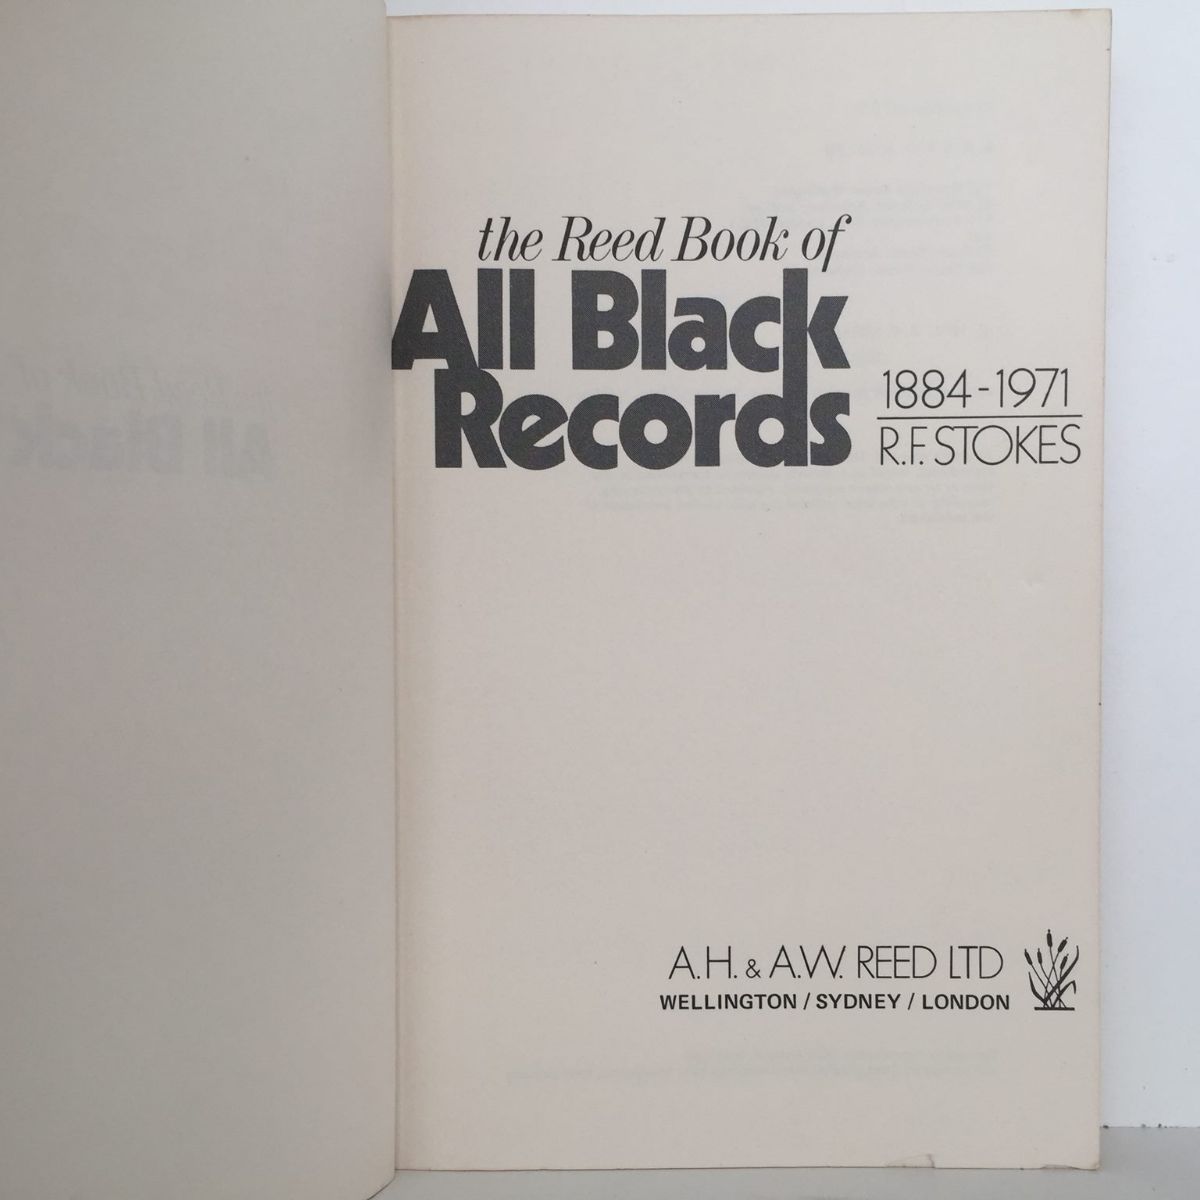 the Reed Book of
All Black
Records
1884-1971
R.F. STOKES
A.H. & A.W. REED LTD
WELLINGTON / SYDNEY / LONDON